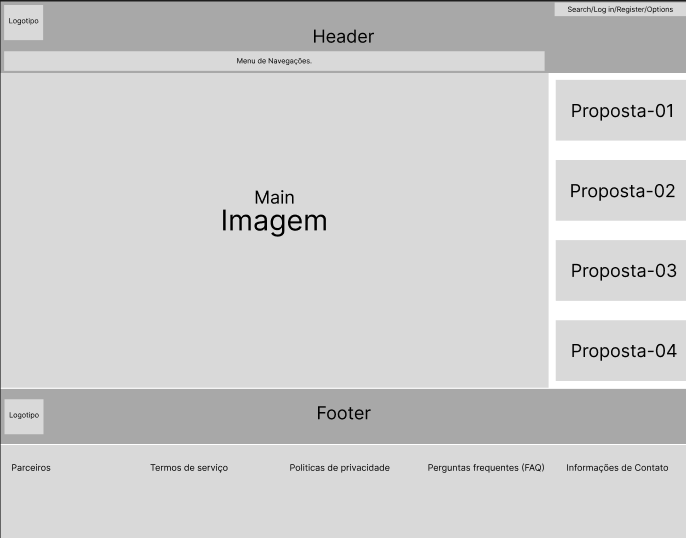 Logotipo
Search/Log in/Register/Options
Header
Menu de Navegações.
Main
Imagem
Proposta-01
Proposta-02
Proposta-03
Proposta-04
Logotipo
Footer
Parceiros
Termos de serviço
Politicas de privacidade
Perguntas frequentes (FAQ)
Informações de Contato